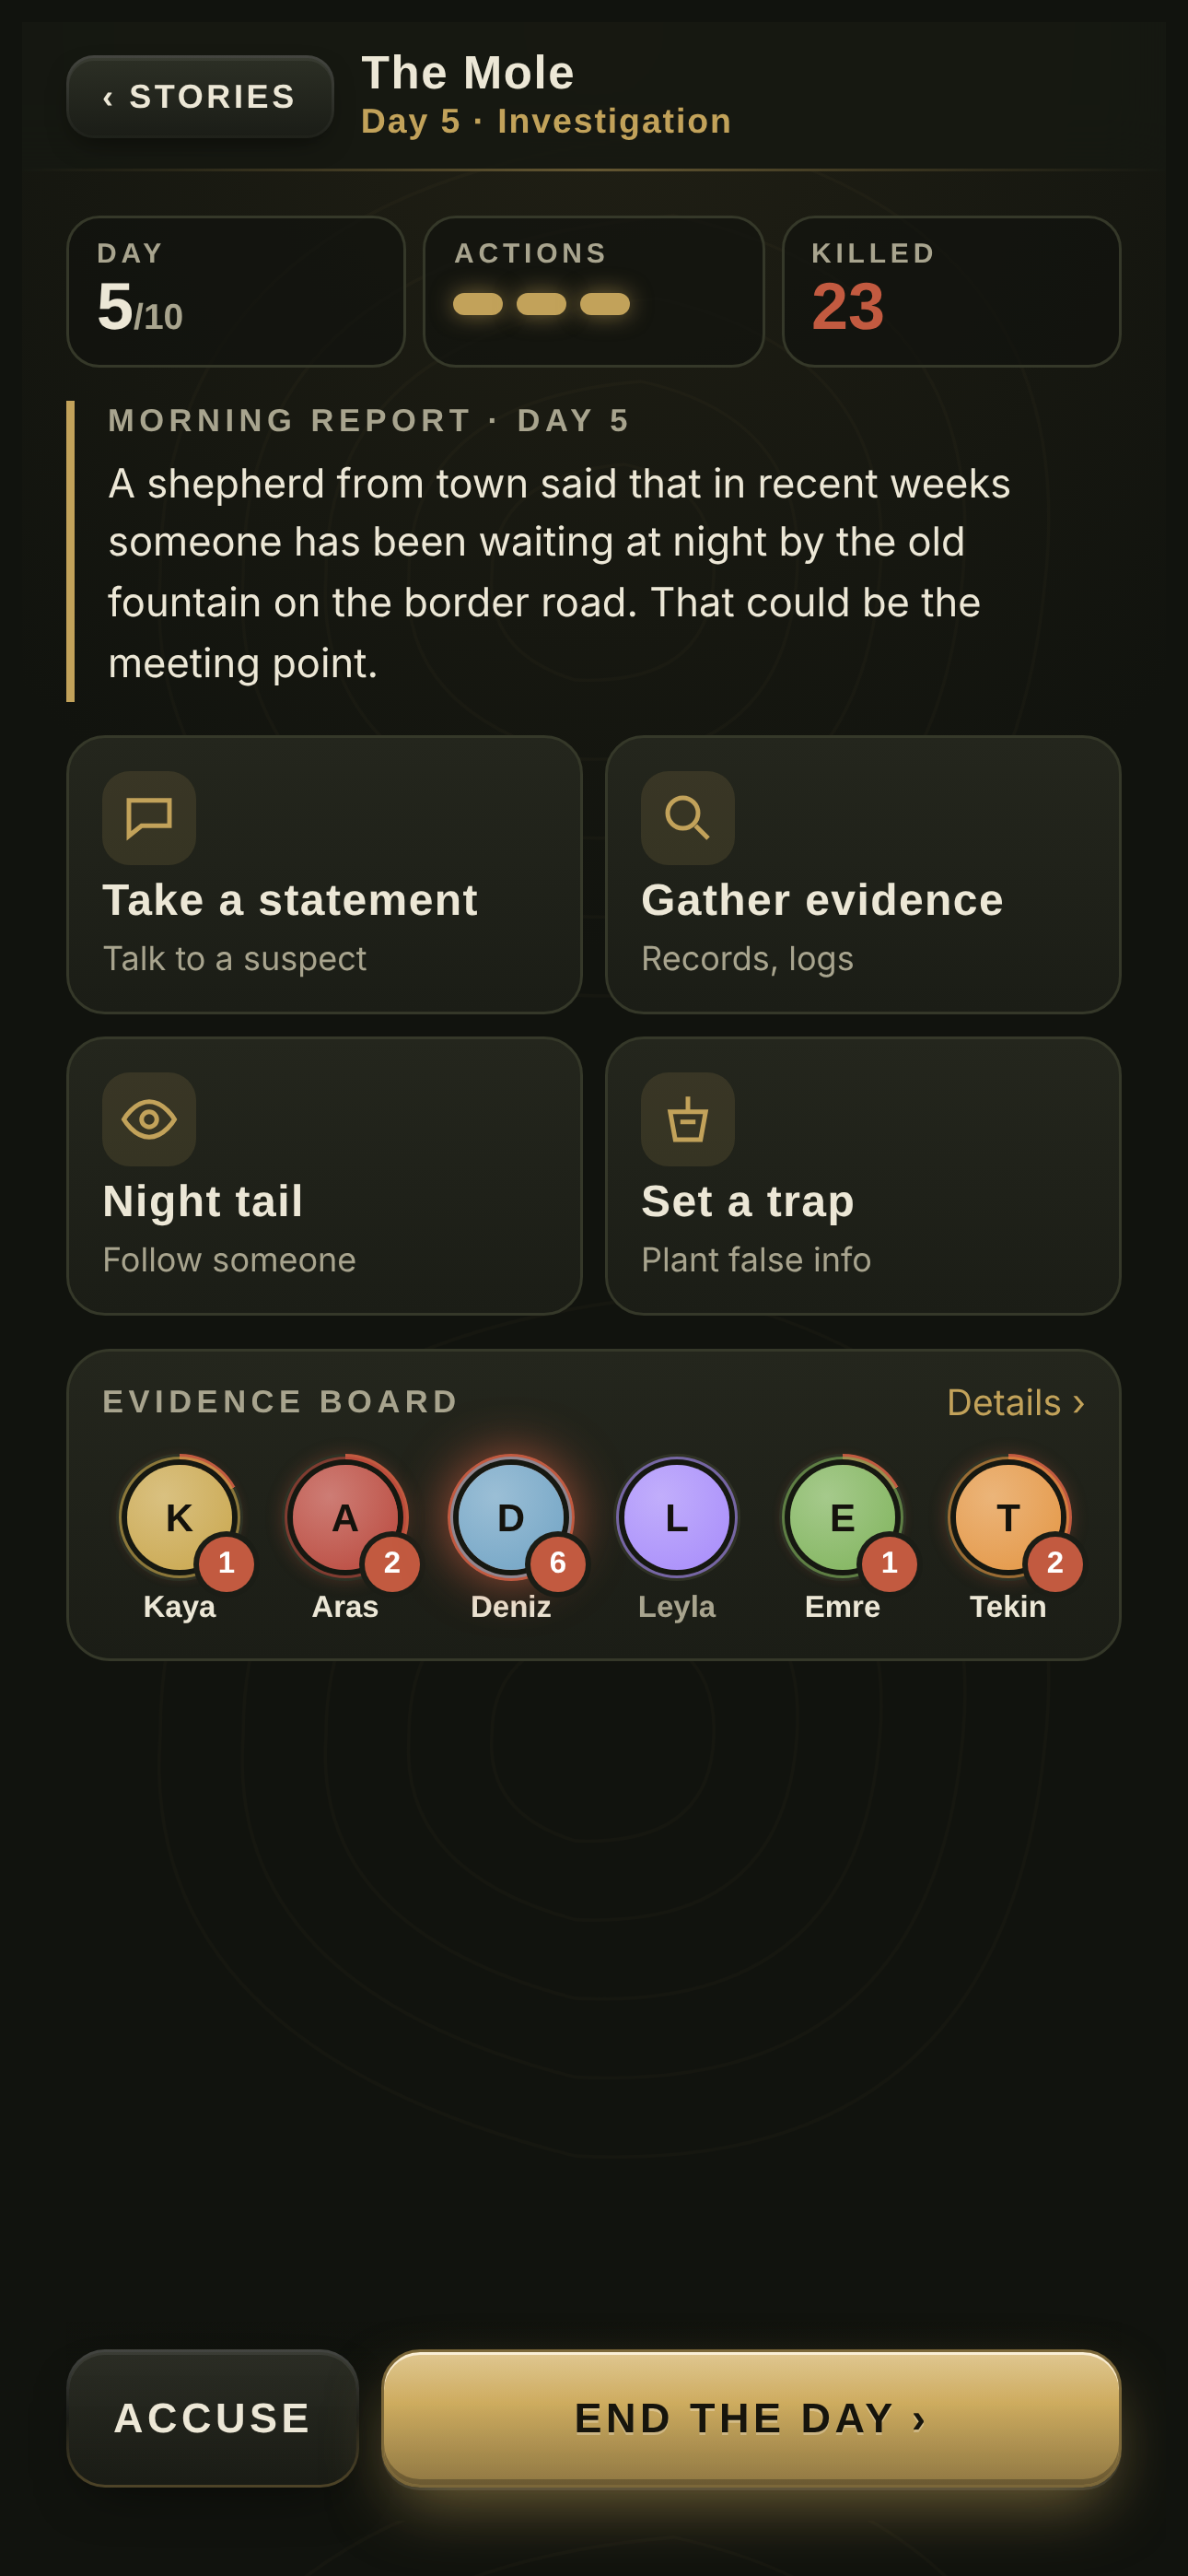 ‹ STORIES
The Mole
Day 5 · Investigation
DAY
5/10
ACTIONS
KILLED
23
MORNING REPORT · DAY 5
A shepherd from town said that in recent weeks
someone has been waiting at night by the old
fountain on the border road. That could be the
meeting point.
Take a statement
Talk to a suspect
Gather evidence
Records, logs
Night tail
Follow someone
Set a trap
Plant false info
EVIDENCE BOARD
Details ›
K
1
Kaya
A
2
Aras
D
6
Deniz
L
Leyla
E
1
Emre
T
2
Tekin
ACCUSE
END THE DAY ›